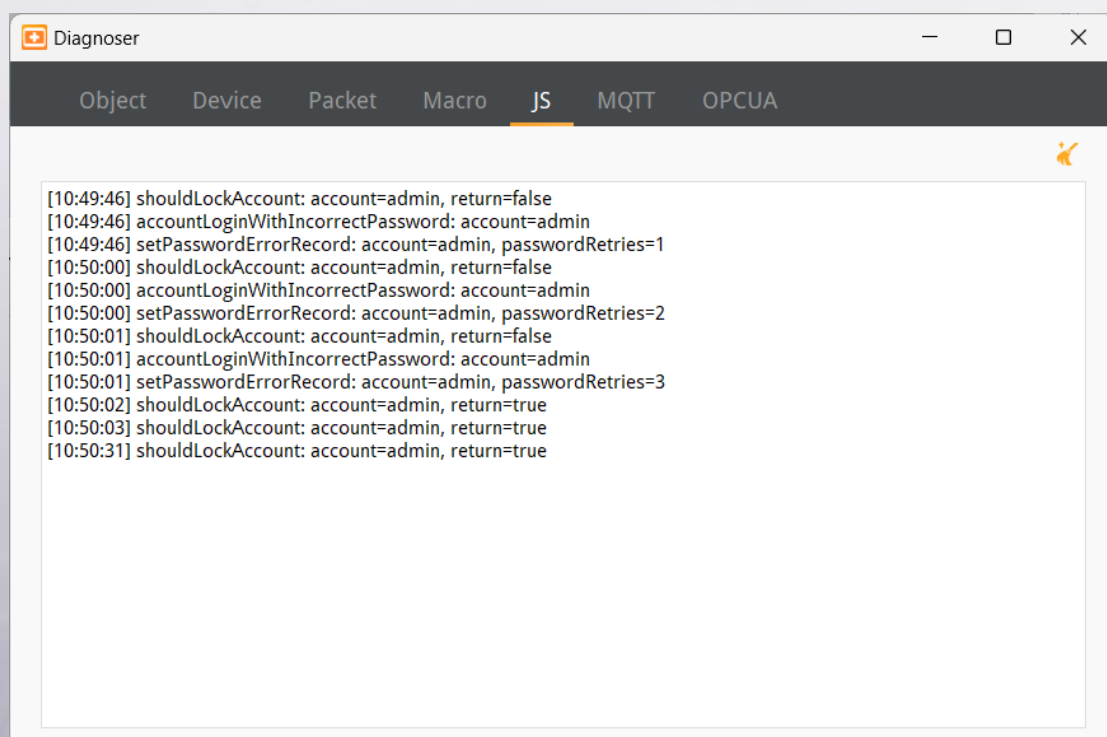 Diagnoser
Object Device Packet Macro JS MQTT OPCUA
[10:49:46] shouldLockAccount: account=admin, return=false
[10:49:46] accountLoginWithIncorrectPassword: account=admin
[10:49:46] setPasswordErrorRecord: account=admin, passwordRetries=1
[10:50:00] shouldLockAccount: account=admin, return=false
[10:50:00] accountLoginWithIncorrectPassword: account=admin
[10:50:00] setPasswordErrorRecord: account=admin, passwordRetries=2
[10:50:01] shouldLockAccount: account=admin, return=false
[10:50:01] accountLoginWithIncorrectPassword: account=admin
[10:50:01] setPasswordErrorRecord: account=admin, passwordRetries=3
[10:50:02] shouldLockAccount: account=admin, return=true
[10:50:03] shouldLockAccount: account=admin, return=true
[10:50:31] shouldLockAccount: account=admin, return=true